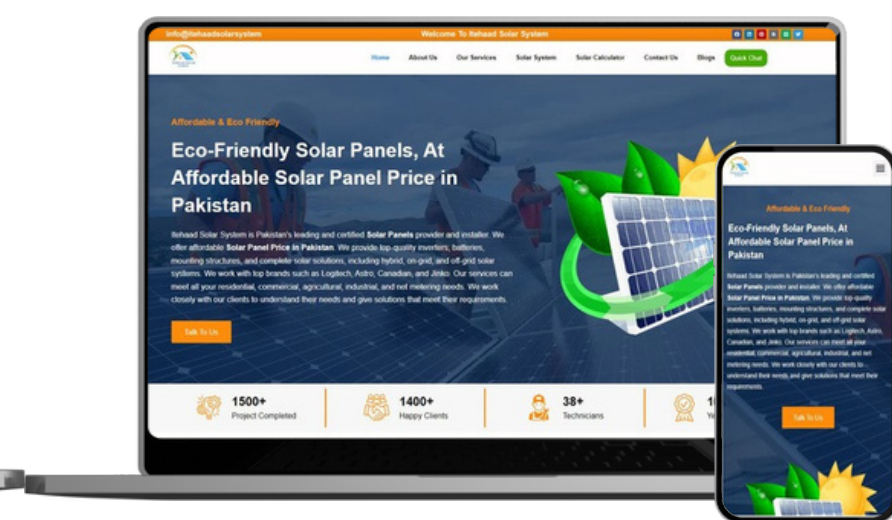 info@itehaadsolarsystem
Welcome To Itehaad Solar System
Home About Us Our Services Solar System Solar Calculator Contact Us Blogs Quick Chat
Affordable & Eco Friendly
Eco-Friendly Solar Panels, At
Affordable Solar Panel Price in
Pakistan
Itehaad Solar System is Pakistan's leading and certified Solar Panels provider and installer. We
offer affordable Solar Panel Price in Pakistan. We provide top-quality inverters, batteries,
mounting structures, and complete solar solutions, including hybrid, on-grid, and off-grid solar
systems. We work with top brands such as Logitech, Astro, Canadian, and Jinko. Our services can
meet all your residential, commercial, agricultural, industrial, and net metering needs. We work
closely with our clients to understand their needs and give solutions that meet their requirements.
Talk To Us
1500+
Project Completed
1400+
Happy Clients
38+
Technicians
Affordable & Eco Friendly
Eco-Friendly Solar Panels, At
Affordable Solar Panel Price in
Pakistan
Itehaad Solar System is Pakistan's leading and certified
Solar Panels provider and installer. We offer affordable
Solar Panel Price in Pakistan. We provide top-quality
inverters, batteries, mounting structures, and complete solar
solutions, including hybrid, on-grid, and off-grid solar
systems. We work with top brands such as Logitech, Astro,
Canadian, and Jinko. Our services can meet all your
residential, commercial, agricultural, industrial, and net
metering needs. We work closely with our clients to
understand their needs and give solutions that meet their
requirements.
Talk To Us